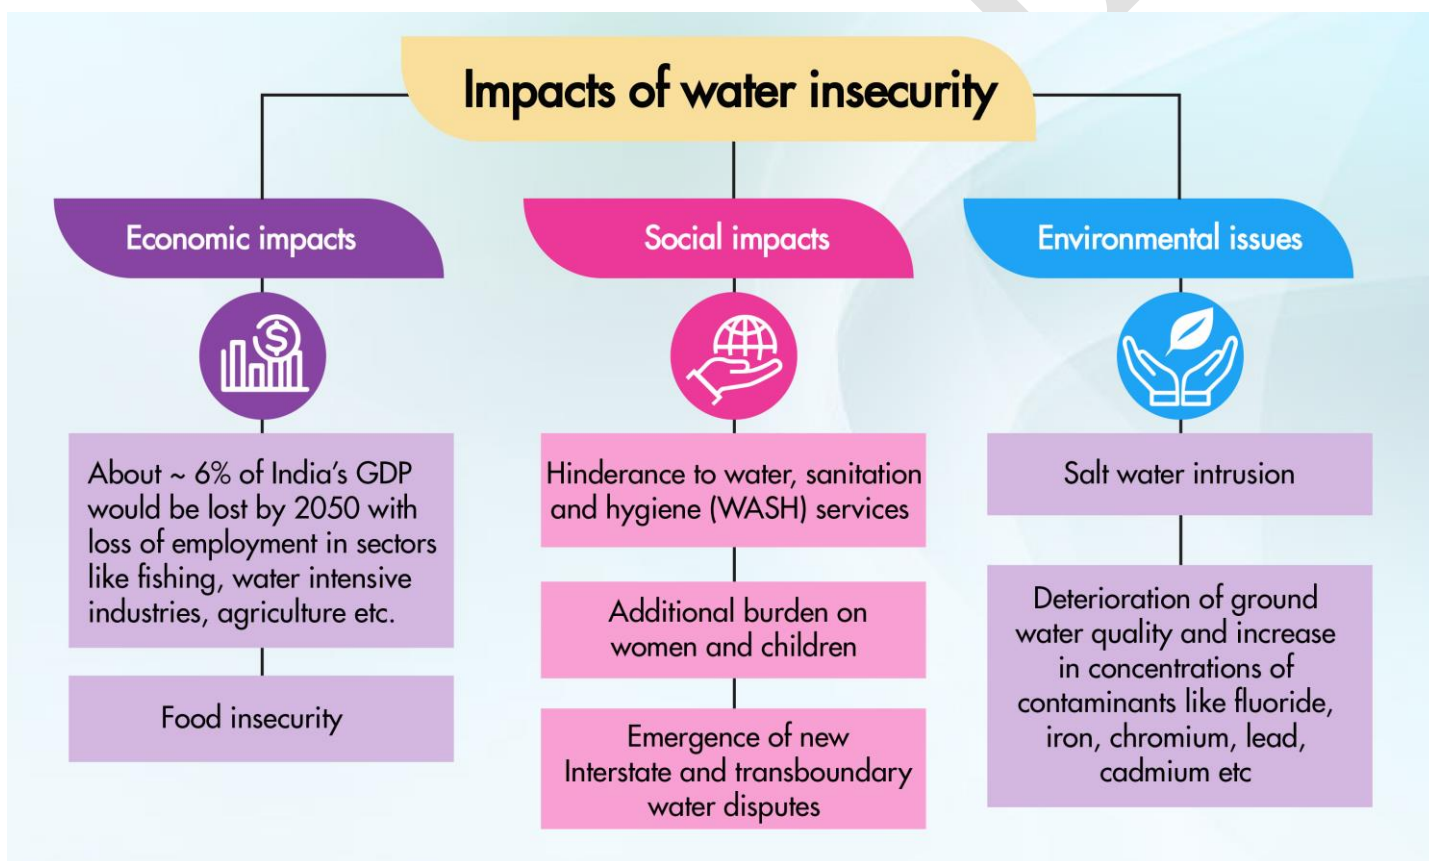 Impacts of water insecurity
Economic impacts
About ~ 6% of India's GDP
would be lost by 2050 with
loss of employment in sectors
like fishing, water intensive
industries, agriculture etc.
Food insecurity
Social impacts
Hinderance to water, sanitation
and hygiene (WASH) services
Additional burden on
women and children
Emergence of new
Interstate and transboundary
water disputes
Environmental issues
Salt water intrusion
Deterioration of ground
water quality and increase
in concentrations of
contaminants like fluoride,
iron, chromium, lead,
cadmium etc